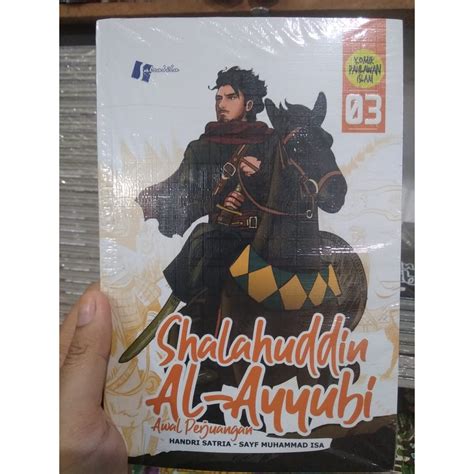 KOMIK
PAHLAWAN
ISLAM
03
Shalahuddin
AL-Ayyubi
Awal Perjuangan
HANDRI SATRIA - SAYF MUHAMMAD ISA